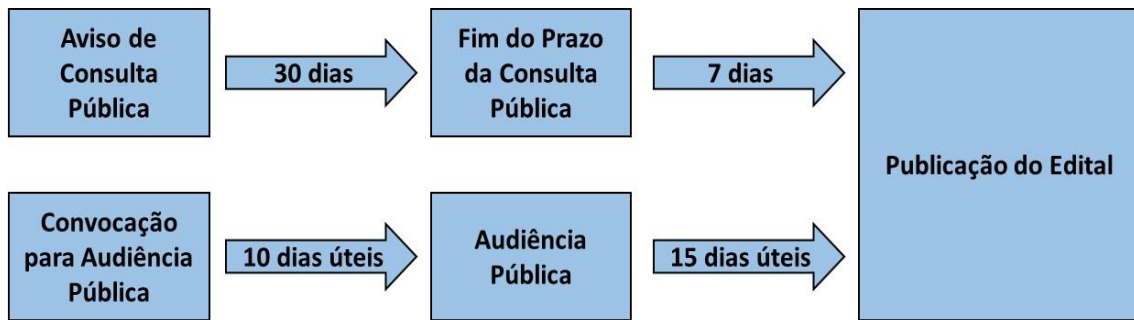 Aviso de
Consulta
Pública
30 dias
Fim do Prazo
da Consulta
Pública
7 dias
Publicação do Edital
Convocação
para Audiência
Pública
10 dias úteis
Audiência
Pública
15 dias úteis